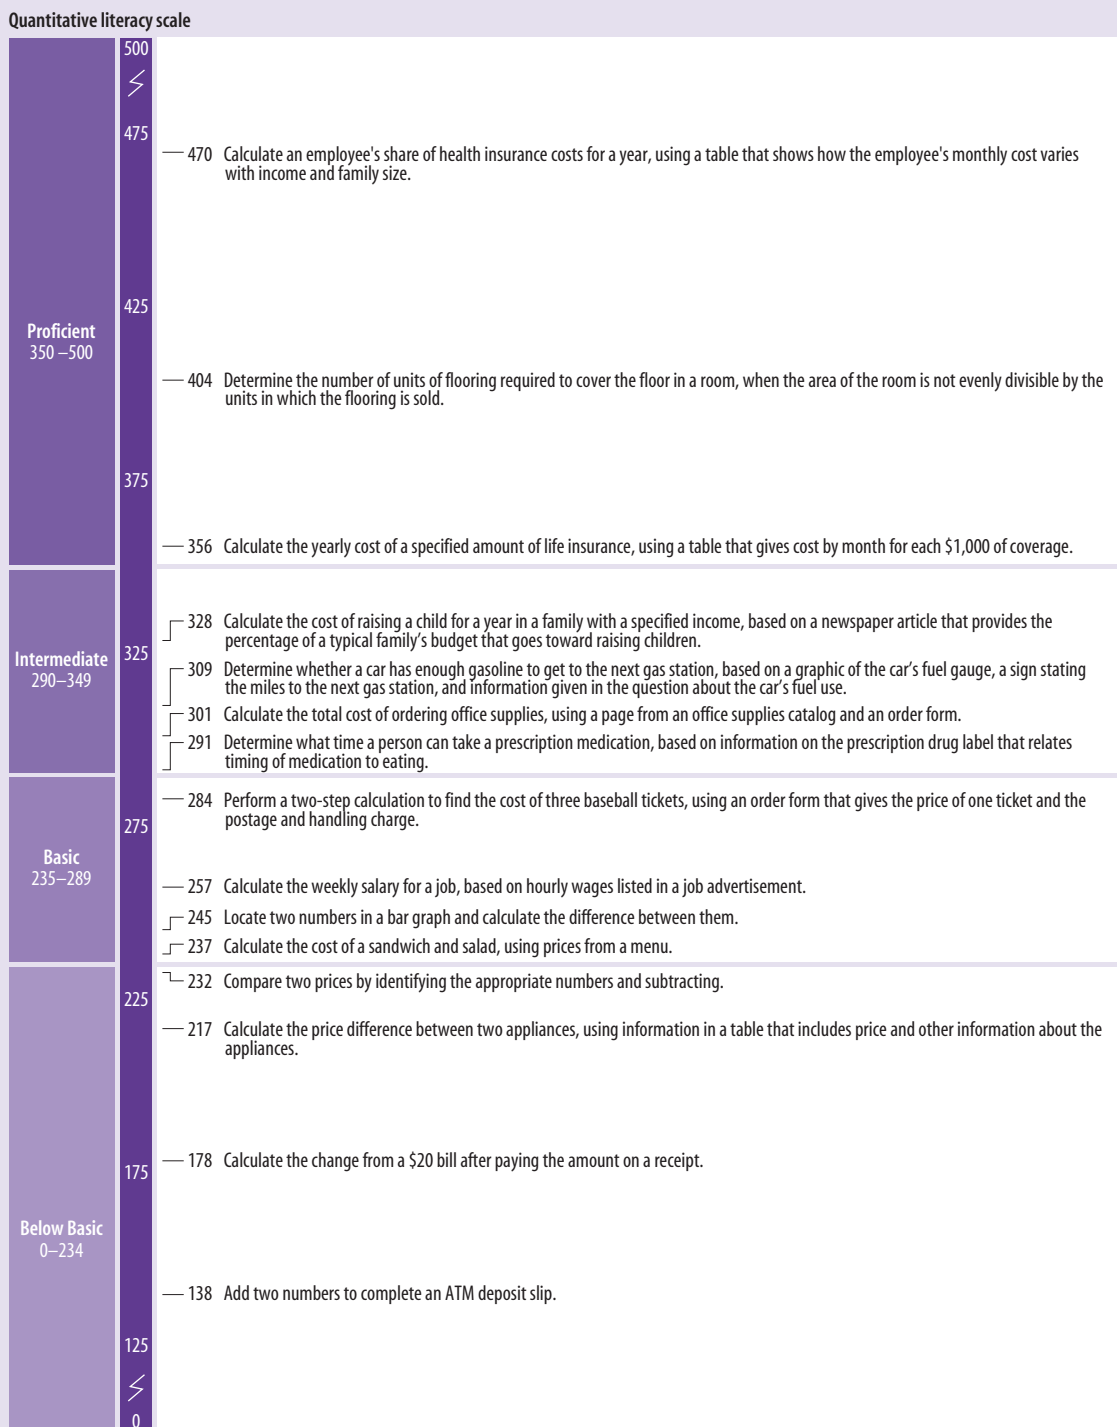 Quantitative literacy scale
500
475
470 Calculate an employee's share of health insurance costs for a year, using a table that shows how the employee's monthly cost varies
with income and family size.
425
Proficient
350 –500
404 Determine the number of units of flooring required to cover the floor in a room, when the area of the room is not evenly divisible by the
units in which the flooring is sold.
375
356 Calculate the yearly cost of a specified amount of life insurance, using a table that gives cost by month for each $1,000 of coverage.
328 Calculate the cost of raising a child for a year in a family with a specified income, based on a newspaper article that provides the
percentage of a typical family’s budget that goes toward raising children.
Intermediate
290–349
325
309 Determine whether a car has enough gasoline to get to the next gas station, based on a graphic of the car’s fuel gauge, a sign stating
the miles to the next gas station, and information given in the question about the car’s fuel use.
301 Calculate the total cost of ordering office supplies, using a page from an office supplies catalog and an order form.
291 Determine what time a person can take a prescription medication, based on information on the prescription drug label that relates
timing of medication to eating.
284 Perform a two-step calculation to find the cost of three baseball tickets, using an order form that gives the price of one ticket and the
postage and handling charge.
275
Basic
235–289
257 Calculate the weekly salary for a job, based on hourly wages listed in a job advertisement.
245 Locate two numbers in a bar graph and calculate the difference between them.
237 Calculate the cost of a sandwich and salad, using prices from a menu.
232 Compare two prices by identifying the appropriate numbers and subtracting.
225
217 Calculate the price difference between two appliances, using information in a table that includes price and other information about the
appliances.
178 Calculate the change from a $20 bill after paying the amount on a receipt.
175
Below Basic
0–234
138 Add two numbers to complete an ATM deposit slip.
125
0